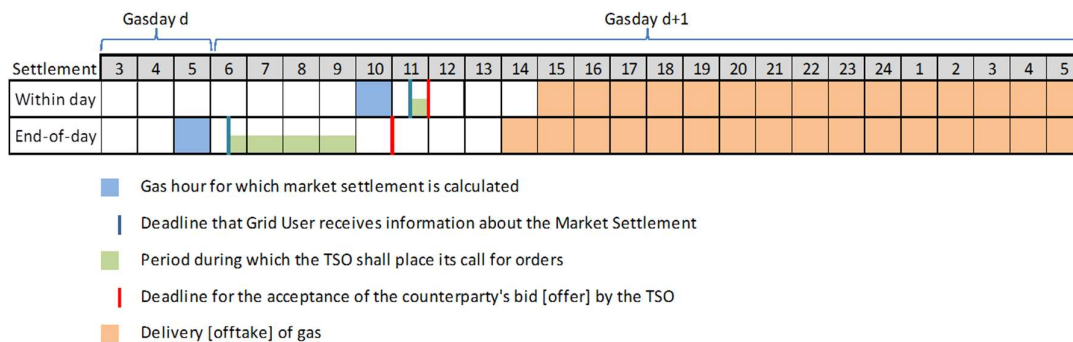 Gasday d Gasday d+1
Settlement 3 4 5 6 7 8 9 10 11 12 13 14 15 16 17 18 19 20 21 22 23 24 1 2 3 4 5
Within day
End-of-day
Gas hour for which market settlement is calculated
Deadline that Grid User receives information about the Market Settlement
Period during which the TSO shall place its call for orders
Deadline for the acceptance of the counterparty's bid [offer] by the TSO
Delivery [offtake] of gas